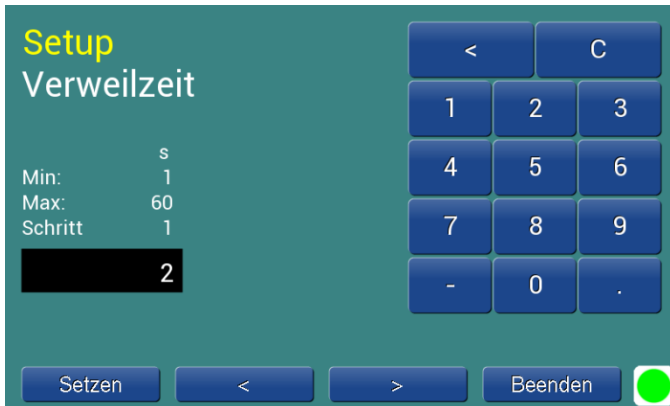 Setup
Verweilzeit
s
Min: 1
Max: 60
Schritt 1
2
< C
1 2 3
4 5 6
7 8 9
- 0 .
Setzen < > Beenden